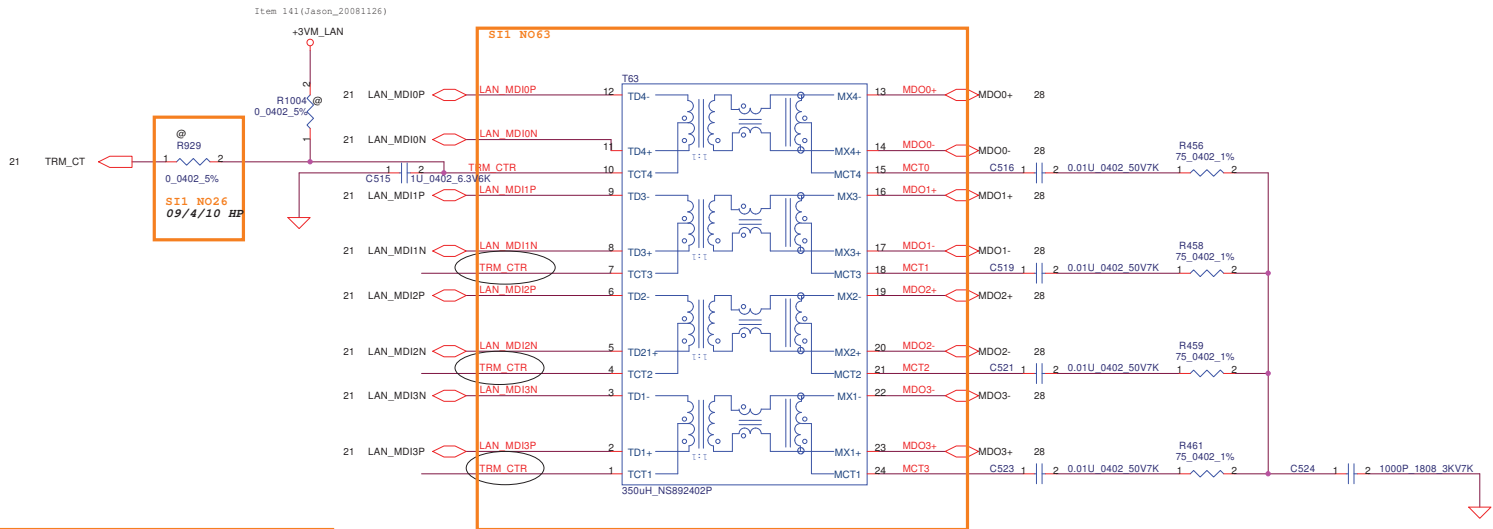 Item 141(Jason_20081126)
+3VM_LAN
SI1 NO63
2
R1004 @
0_0402_5%
1
21 TRM_CT
@
R929
1 2
0_0402_5%
SI1 NO26
09/4/10 HP
C515 1 2 1U_0402_6.3V6K
T63
21 LAN_MDI0P LAN_MDI0P 12 TD4- MX4- 13 MDO0+ MDO0+ 28
21 LAN_MDI0N LAN_MDI0N 11 TD4+ 1:1 MX4+ 14 MDO0- MDO0- 28
TRM_CTR 10 TCT4 MCT4 15 MCT0 C516 1 2 0.01U_0402_50V7K R456 75_0402_1% 1 2
21 LAN_MDI1P LAN_MDI1P 9 TD3- MX3- 16 MDO1+ MDO1+ 28
21 LAN_MDI1N LAN_MDI1N 8 TD3+ 1:1 MX3+ 17 MDO1- MDO1- 28
TRM_CTR 7 TCT3 MCT3 18 MCT1 C519 1 2 0.01U_0402_50V7K R458 75_0402_1% 1 2
21 LAN_MDI2P LAN_MDI2P 6 TD2- MX2- 19 MDO2+ MDO2+ 28
21 LAN_MDI2N LAN_MDI2N 5 TD21+ 1:1 MX2+ 20 MDO2- MDO2- 28
TRM_CTR 4 TCT2 MCT2 21 MCT2 C521 1 2 0.01U_0402_50V7K R459 75_0402_1% 1 2
21 LAN_MDI3N LAN_MDI3N 3 TD1- MX1- 22 MDO3- MDO3- 28
21 LAN_MDI3P LAN_MDI3P 2 TD1+ 1:1 MX1+ 23 MDO3+ MDO3+ 28
TRM_CTR 1 TCT1 MCT1 24 MCT3 C523 1 2 0.01U_0402_50V7K R461 75_0402_1% 1 2 C524 1 2 1000P_1808_3KV7K
350uH_NS892402P